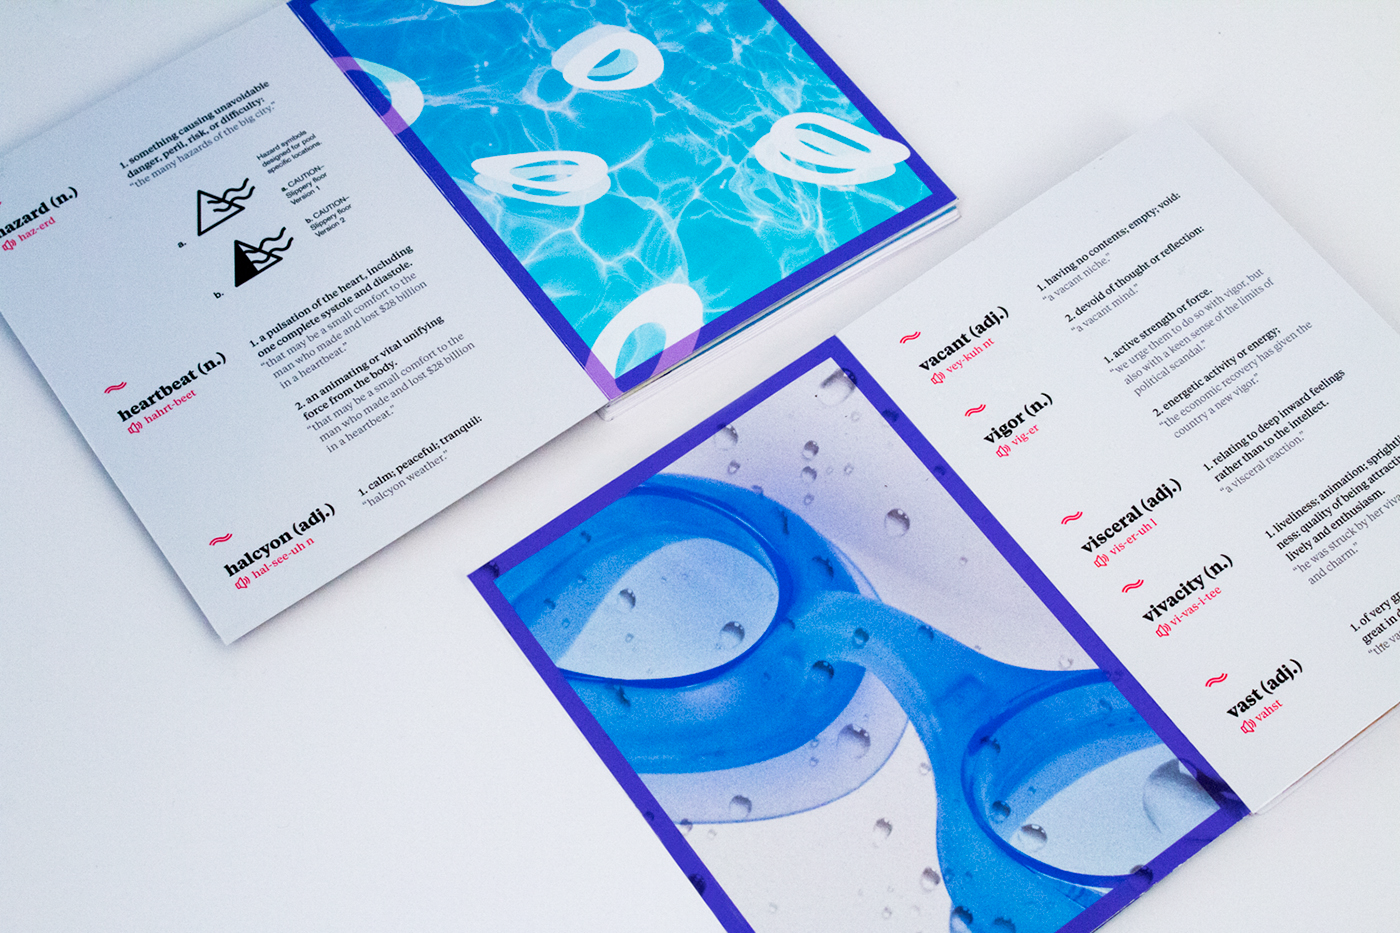 hazard (n.)
haz-erd
1. something causing unavoidable
danger, peril, risk, or difficulty:
"the many hazards of the big city."
Hazard symbols
designed for pool
specific locations.
a. CAUTION–
Slippery floor
Version 1
b. CAUTION–
Slippery floor
Version 2
a.
b.
heartbeat (n.)
hahrt-beet
1. a pulsation of the heart, including
one complete systole and diastole.
"that may be a small comfort to the
man who made and lost $28 billion
in a heartbeat."
2. an animating or vital unifying
force from the body.
"that may be a small comfort to the
man who made and lost $28 billion
in a heartbeat."
halcyon (adj.)
hal-see-uh n
1. calm; peaceful; tranquil:
"halcyon weather."
vacant (adj.)
vey-kuh nt
1. having no contents; empty; void:
"a vacant niche."
2. devoid of thought or reflection:
"a vacant mind."
vigor (n.)
vig-er
1. active strength or force.
"we urge them to do so with vigor, but
also with a keen sense of the limits of
political scandal."
2. energetic activity or energy;
"the economic recovery has given the
country a new vigor."
visceral (adj.)
vis-er-uh l
1. relating to deep inward feelings
rather than to the intellect.
"a visceral reaction."
vivacity (n.)
vi-vas-i-tee
1. liveliness; animation; sprightli
ness: quality of being attracti
lively and enthusiasm.
"he was struck by her viva
and charm."
vast (adj.)
vahst
1. of very gr
great in
"the va